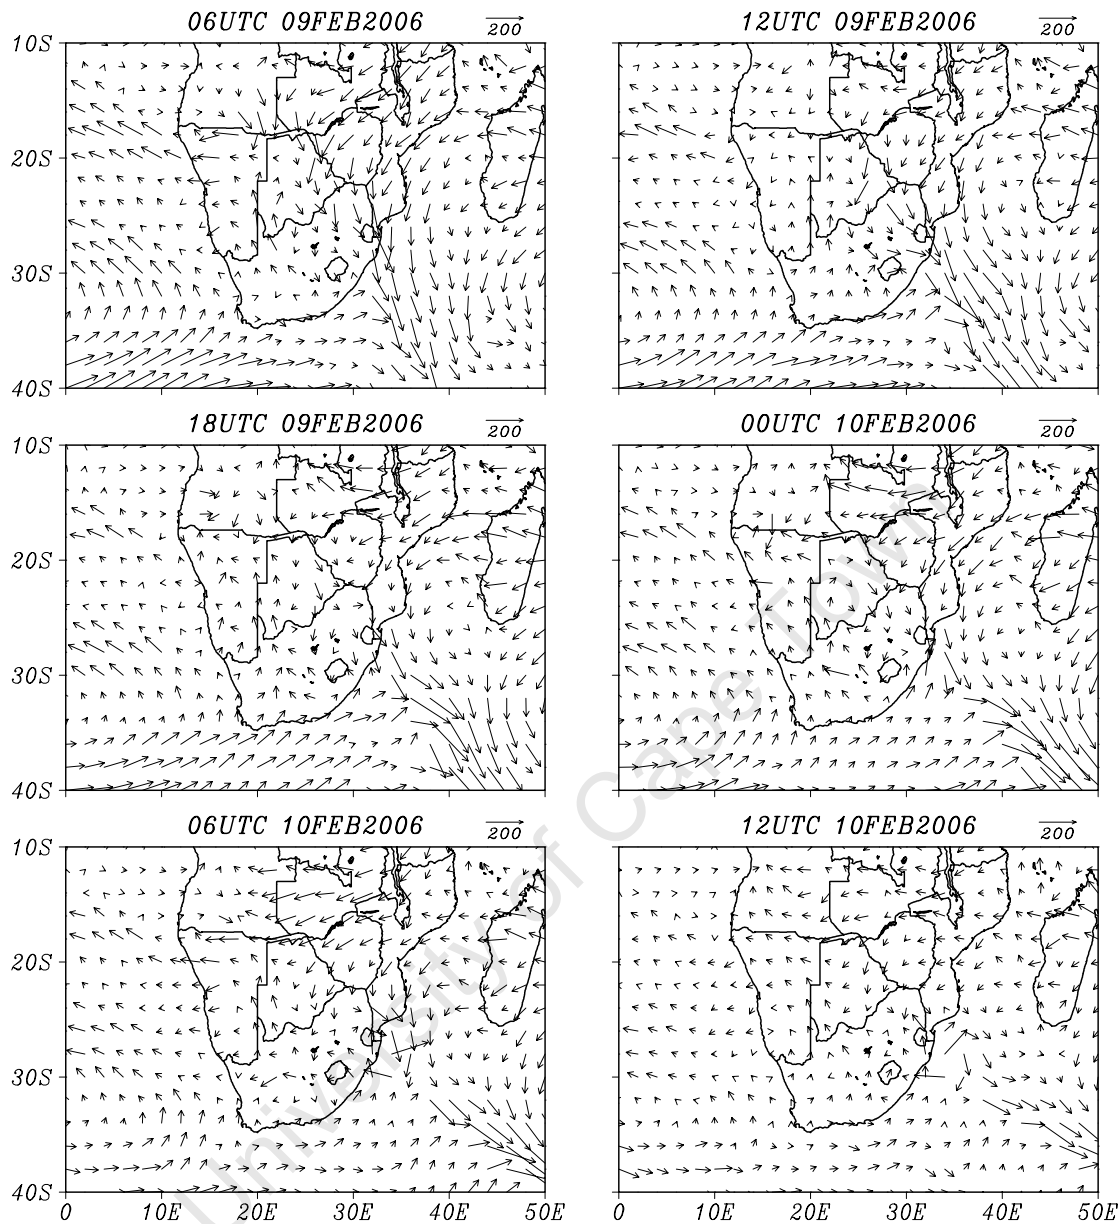 06UTC 09FEB2006 200 12UTC 09FEB2006 200
10S
20S
30S
40S
18UTC 09FEB2006 200 00UTC 10FEB2006 200
10S
20S
30S
40S
06UTC 10FEB2006 200 12UTC 10FEB2006 200
10S
20S
30S
40S
0 10E 20E 30E 40E 50E 0 10E 20E 30E 40E 50E
University of Cape Town